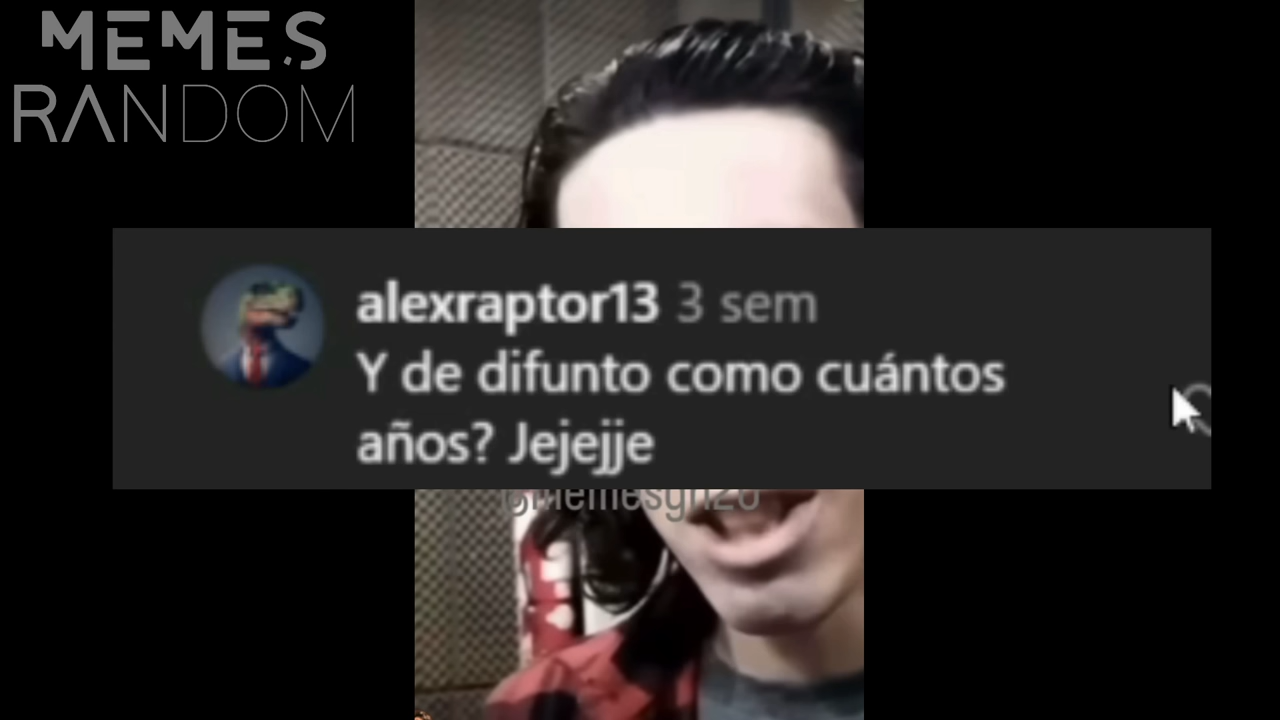 MEMES
RANDOM
alexraptor13 3 sem
Y de difunto como cuántos
años? Jejejje